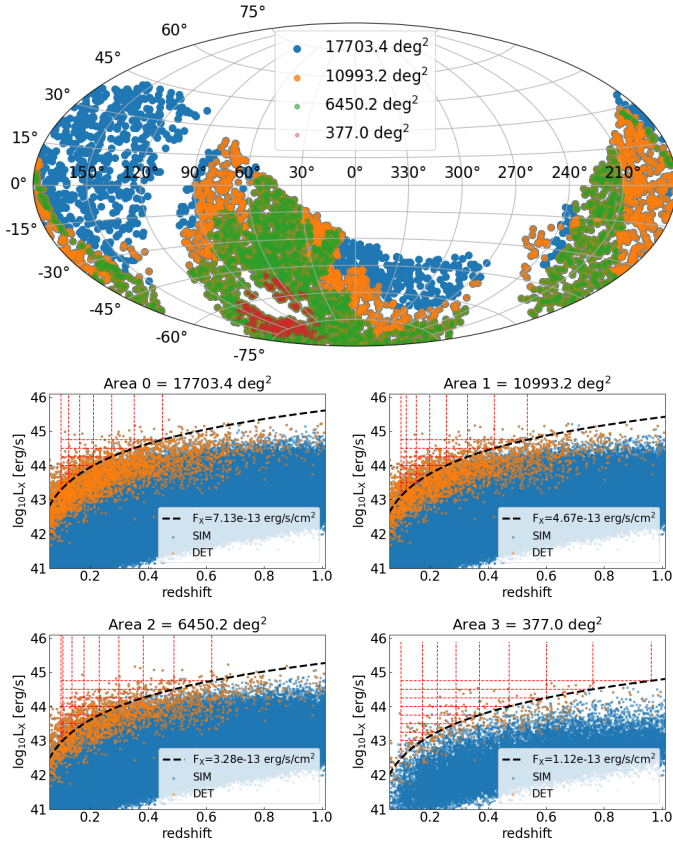 75°
60°
45°
30°
15°
0°
-15°
-30°
-45°
-60°
-75°
150° 120° 90° 60° 30° 0° 330° 300° 270° 240° 210°
17703.4 deg²
10993.2 deg²
6450.2 deg²
377.0 deg²
Area 0 = 17703.4 deg²
46
45
44
43
42
41
log₁₀Lₓ [erg/s]
Fₓ=7.13e-13 erg/s/cm²
SIM
DET
0.2 0.4 0.6 0.8 1.0
redshift
Area 1 = 10993.2 deg²
46
45
44
43
42
41
log₁₀Lₓ [erg/s]
Fₓ=4.67e-13 erg/s/cm²
SIM
DET
0.2 0.4 0.6 0.8 1.0
redshift
Area 2 = 6450.2 deg²
46
45
44
43
42
41
log₁₀Lₓ [erg/s]
Fₓ=3.28e-13 erg/s/cm²
SIM
DET
0.2 0.4 0.6 0.8 1.0
redshift
Area 3 = 377.0 deg²
46
45
44
43
42
41
log₁₀Lₓ [erg/s]
Fₓ=1.12e-13 erg/s/cm²
SIM
DET
0.2 0.4 0.6 0.8 1.0
redshift